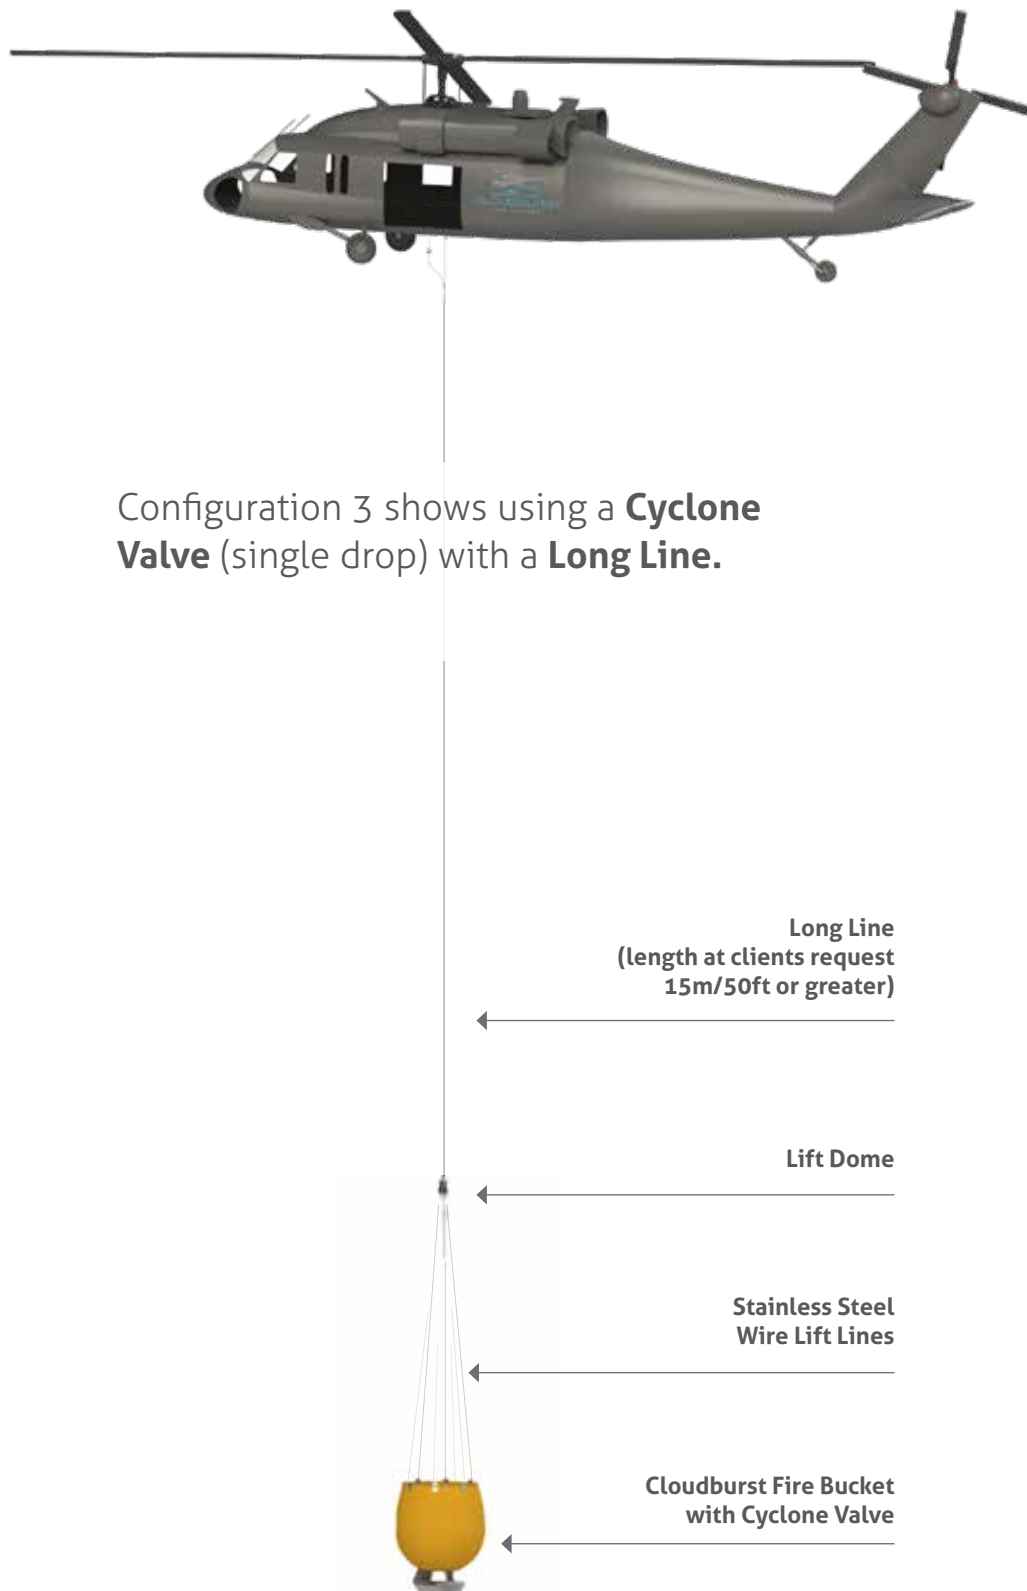 Configuration 3 shows using a Cyclone
Valve (single drop) with a Long Line.
Long Line
(length at clients request
15m/50ft or greater)
Lift Dome
Stainless Steel
Wire Lift Lines
Cloudburst Fire Bucket
with Cyclone Valve